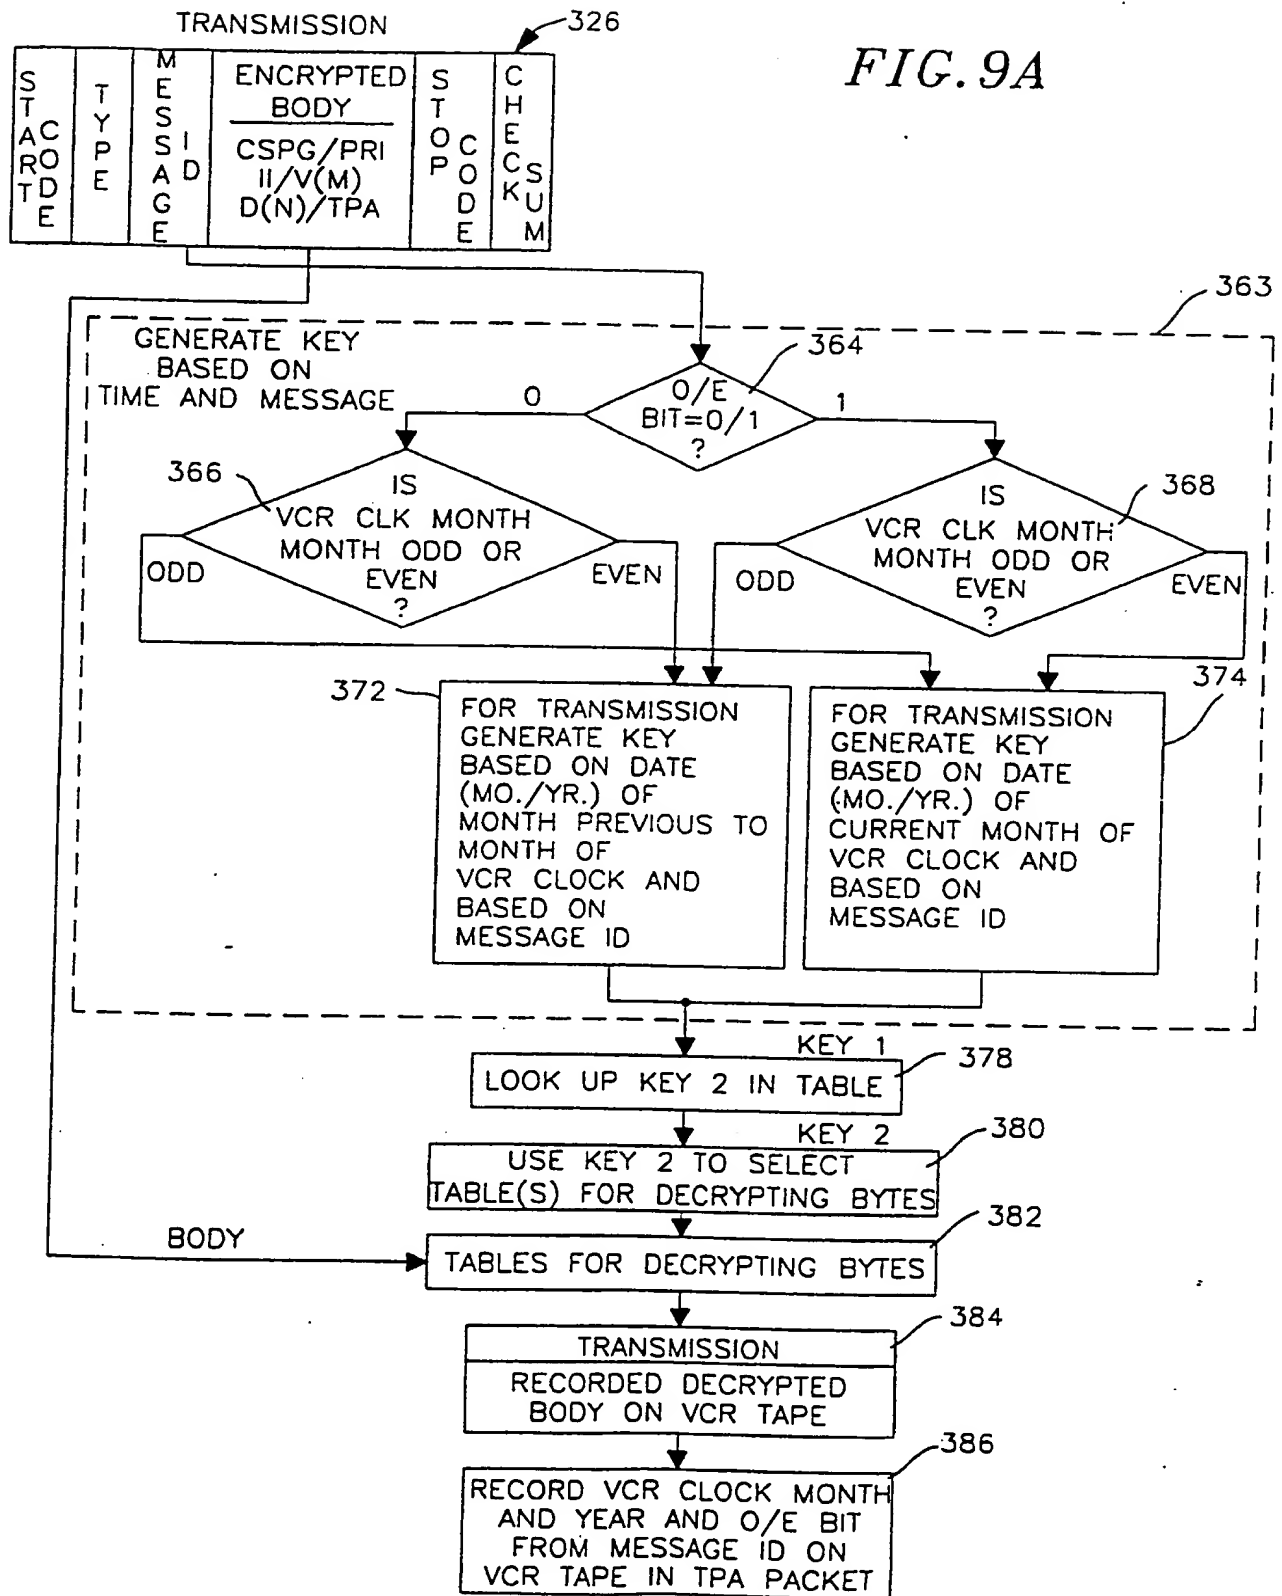 TRANSMISSION
326
FIG. 9A
START CODE
TYPE
MESSAGE ID
ENCRYPTED
BODY
CSPG/PRI
II/V(M)
D(N)/TPA
STOP CODE
CHECK SUM
363
GENERATE KEY
BASED ON
TIME AND MESSAGE
364
O/E
BIT=0/1
?
0
1
366
IS
VCR CLK MONTH
MONTH ODD OR
EVEN
?
ODD
EVEN
368
IS
VCR CLK MONTH
MONTH ODD OR
EVEN
?
ODD
EVEN
372
FOR TRANSMISSION
GENERATE KEY
BASED ON DATE
(MO./YR.) OF
MONTH PREVIOUS TO
MONTH OF
VCR CLOCK AND
BASED ON
MESSAGE ID
374
FOR TRANSMISSION
GENERATE KEY
BASED ON DATE
(MO./YR.) OF
CURRENT MONTH OF
VCR CLOCK AND
BASED ON
MESSAGE ID
KEY 1
378
LOOK UP KEY 2 IN TABLE
KEY 2
380
USE KEY 2 TO SELECT
TABLE(S) FOR DECRYPTING BYTES
382
BODY
TABLES FOR DECRYPTING BYTES
384
TRANSMISSION
RECORDED DECRYPTED
BODY ON VCR TAPE
386
RECORD VCR CLOCK MONTH
AND YEAR AND O/E BIT
FROM MESSAGE ID ON
VCR TAPE IN TPA PACKET